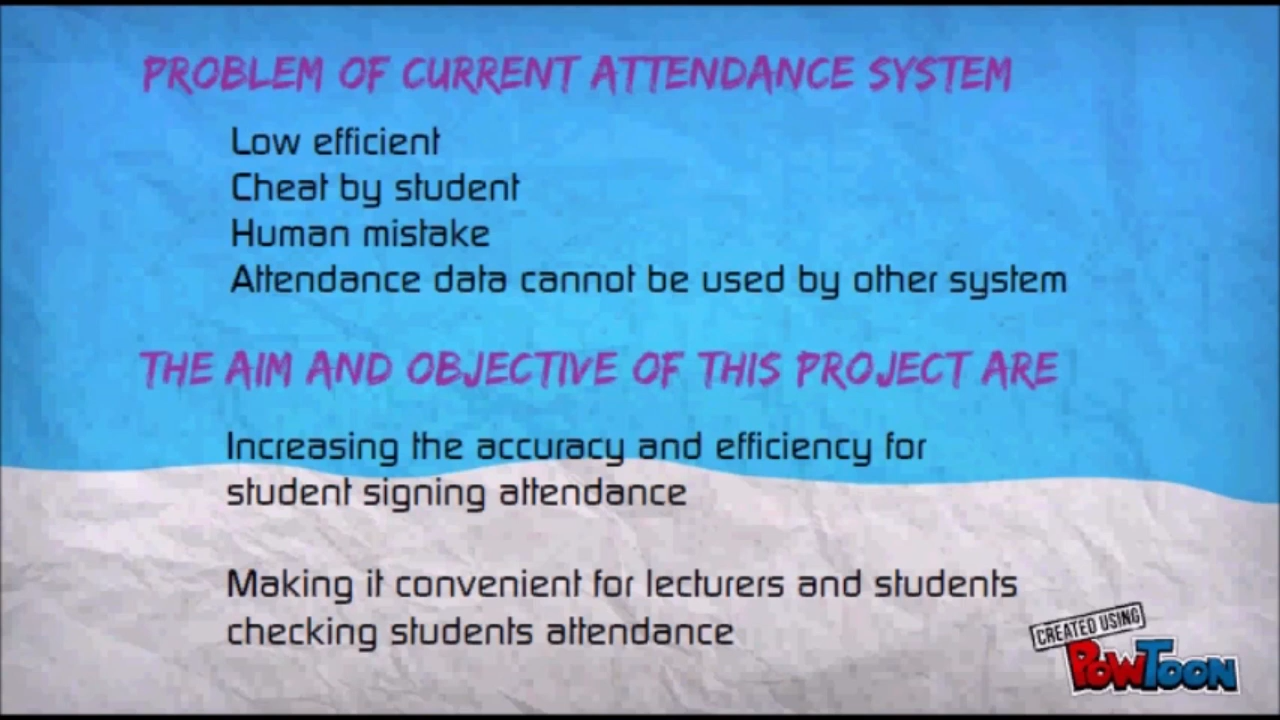 PROBLEM OF CURRENT ATTENDANCE SYSTEM
Low efficient
Cheat by student
Human mistake
Attendance data cannot be used by other system
THE AIM AND OBJECTIVE OF THIS PROJECT ARE
Increasing the accuracy and efficiency for
student signing attendance
Making it convenient for lecturers and students
checking students attendance
CREATED USING
POWTOON